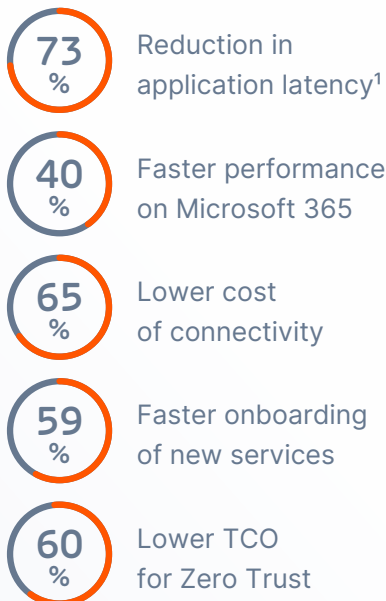 73
%
Reduction in
application latency¹
40
%
Faster performance
on Microsoft 365
65
%
Lower cost
of connectivity
59
%
Faster onboarding
of new services
60
%
Lower TCO
for Zero Trust